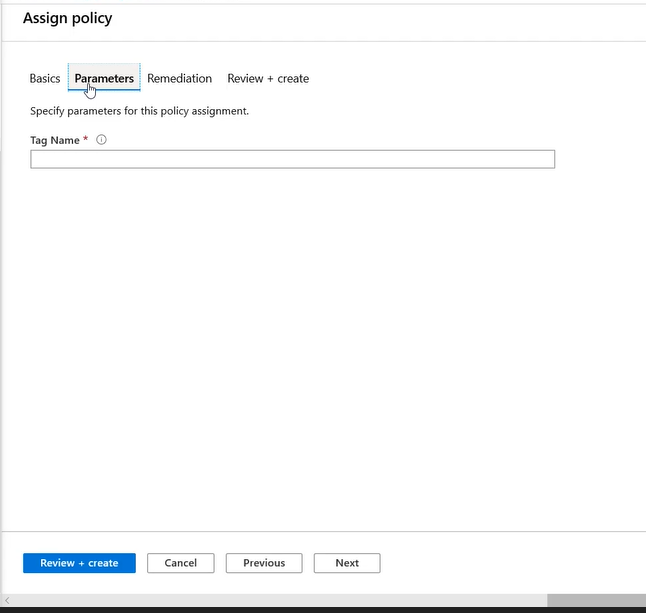 Assign policy
Basics Parameters Remediation Review + create
Specify parameters for this policy assignment.
Tag Name *
Review + create Cancel Previous Next